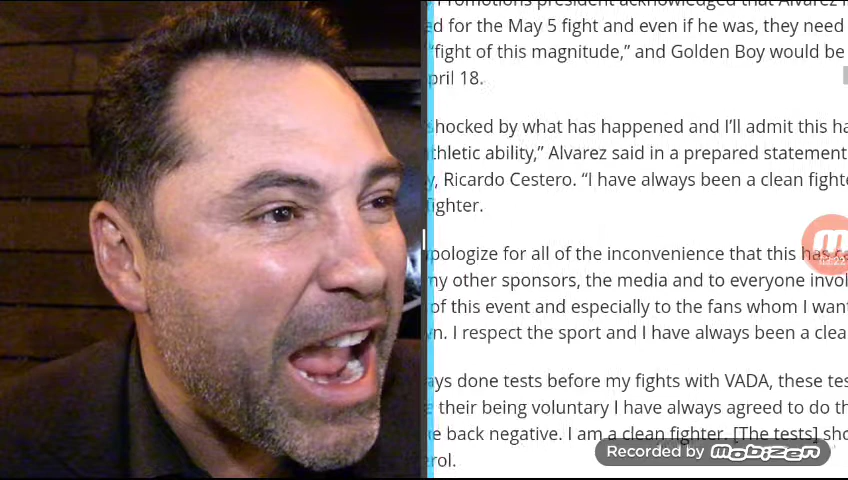 Promotions president acknowledged that Alvarez
ed for the May 5 fight and even if he was, they need
“fight of this magnitude,” and Golden Boy would be
pril 18.
shocked by what has happened and I’ll admit this ha
thletic ability,” Alvarez said in a prepared statement
y, Ricardo Cestero. “I have always been a clean fighte
fighter.
pologize for all of the inconvenience that this has
my other sponsors, the media and to everyone invol
of this event and especially to the fans whom I want
n. I respect the sport and I have always been a clea
ays done tests before my fights with VADA, these tes
e their being voluntary I have always agreed to do th
e back negative. I am a clean fighter. [The tests] sho
rol.
Recorded by mobizen